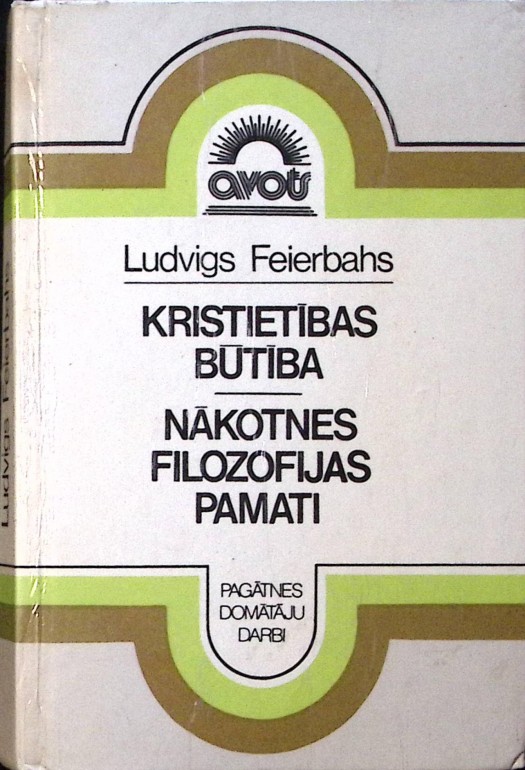 avots
Ludvigs Feierbahs
KRISTIETĪBAS
BŪTĪBA
NĀKOTNES
FILOZOFIJAS
PAMATI
PAGĀTNES
DOMĀTĀJU
DARBI
Ludvigs Feierbahs